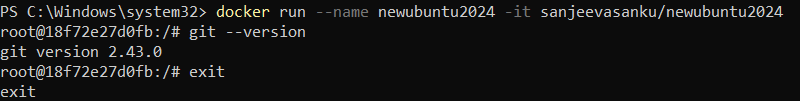 PS C:\Windows\system32> docker run --name newubuntu2024 -it sanjeevasanku/newubuntu2024
root@18f72e27d0fb:/# git --version
git version 2.43.0
root@18f72e27d0fb:/# exit
exit